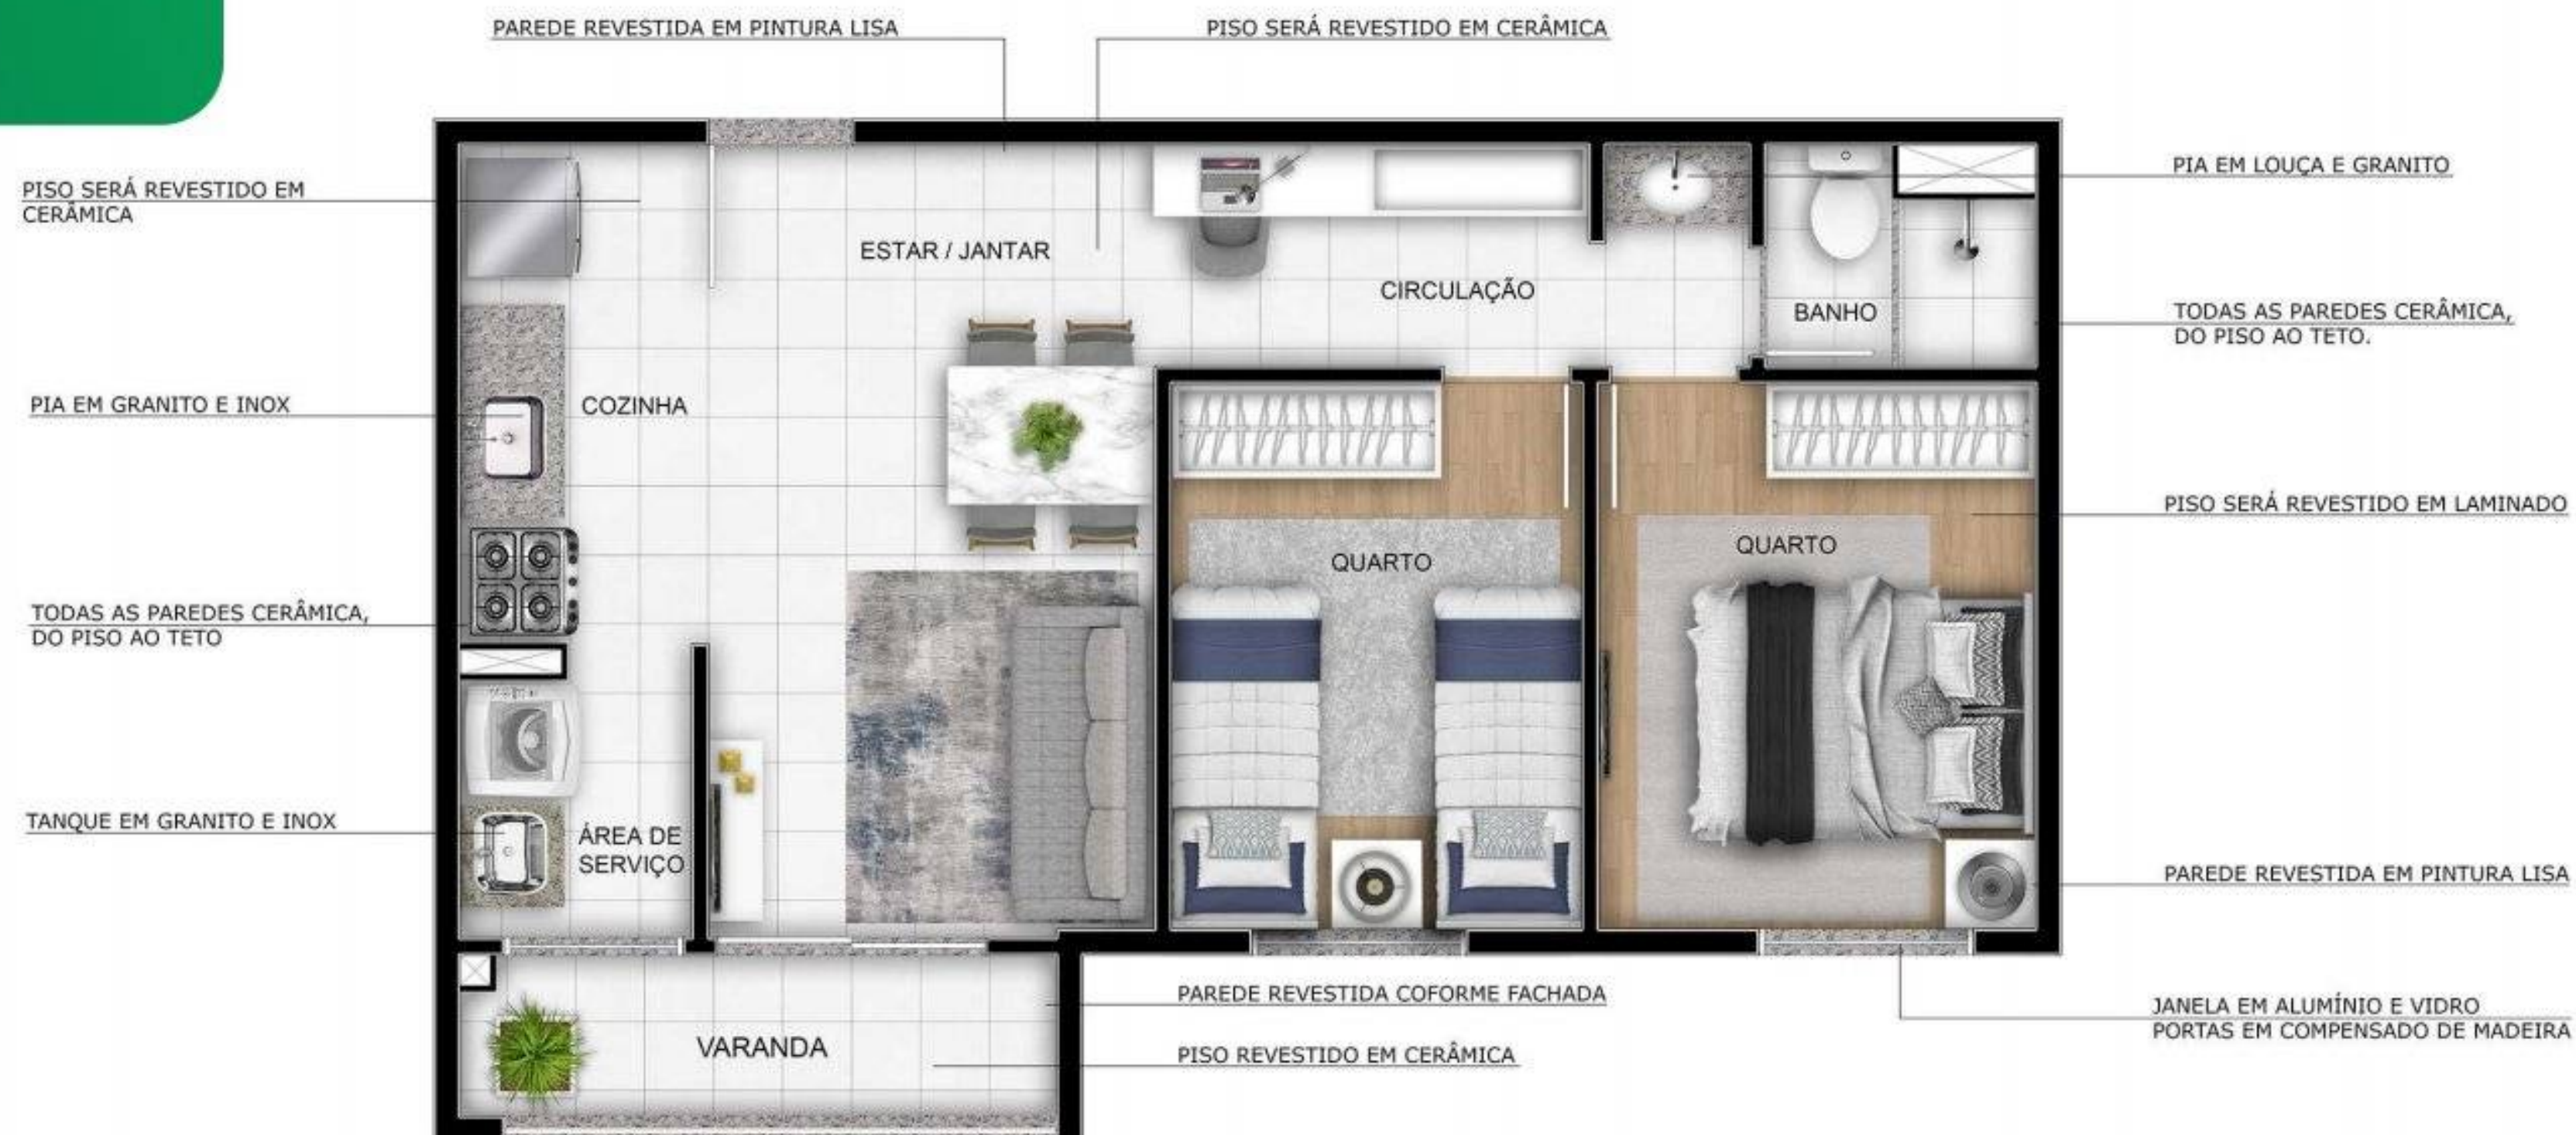 PAREDE REVESTIDA EM PINTURA LISA
PISO SERÁ REVESTIDO EM CERÂMICA
PISO SERÁ REVESTIDO EM
CERÂMICA
PIA EM GRANITO E INOX
TODAS AS PAREDES CERÂMICA,
DO PISO AO TETO
TANQUE EM GRANITO E INOX
ESTAR / JANTAR
CIRCULAÇÃO
BANHO
COZINHA
QUARTO
QUARTO
ÁREA DE
SERVIÇO
VARANDA
PIA EM LOUÇA E GRANITO
TODAS AS PAREDES CERÂMICA,
DO PISO AO TETO.
PISO SERÁ REVESTIDO EM LAMINADO
PAREDE REVESTIDA EM PINTURA LISA
PAREDE REVESTIDA COFORME FACHADA
PISO REVESTIDO EM CERÂMICA
JANELA EM ALUMÍNIO E VIDRO
PORTAS EM COMPENSADO DE MADEIRA